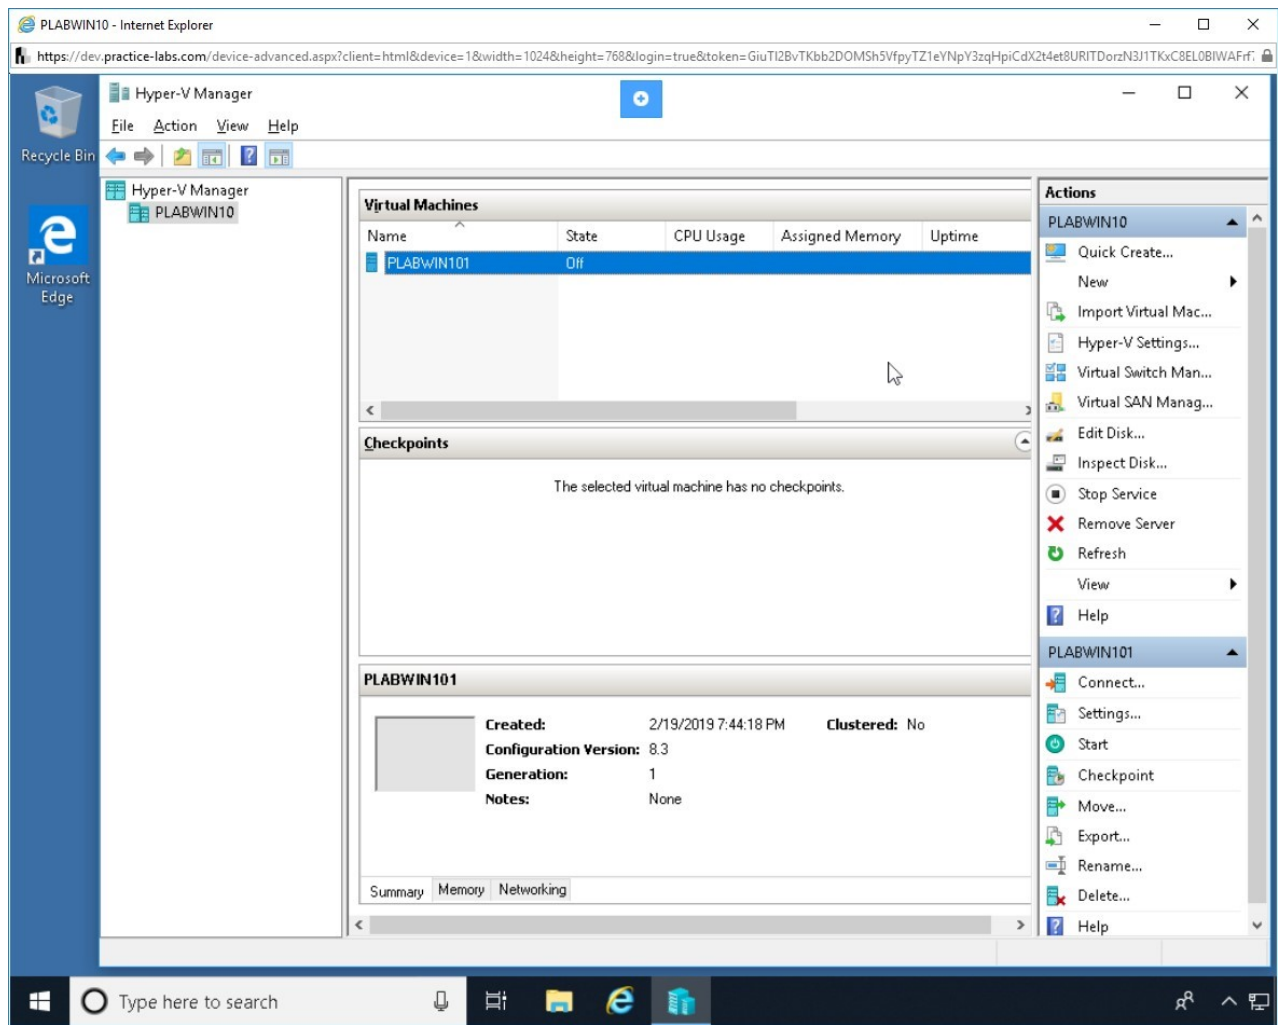 PLABWIN10 - Internet Explorer
https://dev.practice-labs.com/device-advanced.aspx?client=html&device=1&width=1024&height=768&login=true&token=
Hyper-V Manager
File Action View Help
Recycle Bin
Microsoft
Edge
Hyper-V Manager
PLABWIN10
Virtual Machines
Name State CPU Usage Assigned Memory Uptime
PLABWIN101 Off
Checkpoints
The selected virtual machine has no checkpoints.
PLABWIN101
Created: 2/19/2019 7:44:18 PM Clustered: No
Configuration Version: 8.3
Generation: 1
Notes: None
Summary Memory Networking
Actions
PLABWIN10
Quick Create...
New
Import Virtual Mac...
Hyper-V Settings...
Virtual Switch Man...
Virtual SAN Manag...
Edit Disk...
Inspect Disk...
Stop Service
Remove Server
Refresh
View
Help
PLABWIN101
Connect...
Settings...
Start
Checkpoint
Move...
Export...
Rename...
Delete...
Help
Type here to search